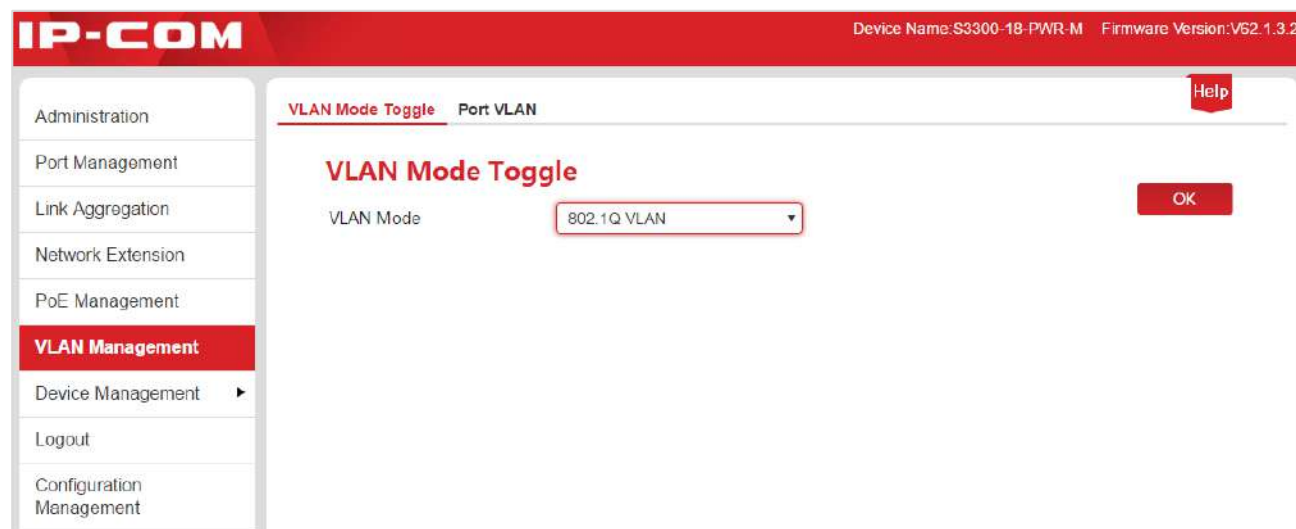 IP-COM
Device Name:S3300-18-PWR-M Firmware Version:V62.1.3.2
Help
Administration
Port Management
Link Aggregation
Network Extension
PoE Management
VLAN Management
Device Management
Logout
Configuration
Management
VLAN Mode Toggle Port VLAN
VLAN Mode Toggle
OK
VLAN Mode 802.1Q VLAN